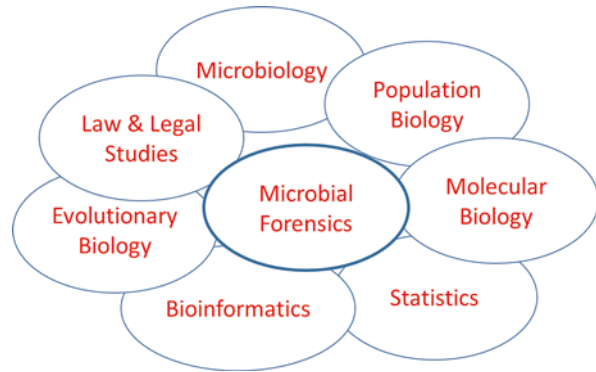 Microbiology
Population
Biology
Law & Legal
Studies
Molecular
Biology
Microbial
Forensics
Evolutionary
Biology
Bioinformatics
Statistics